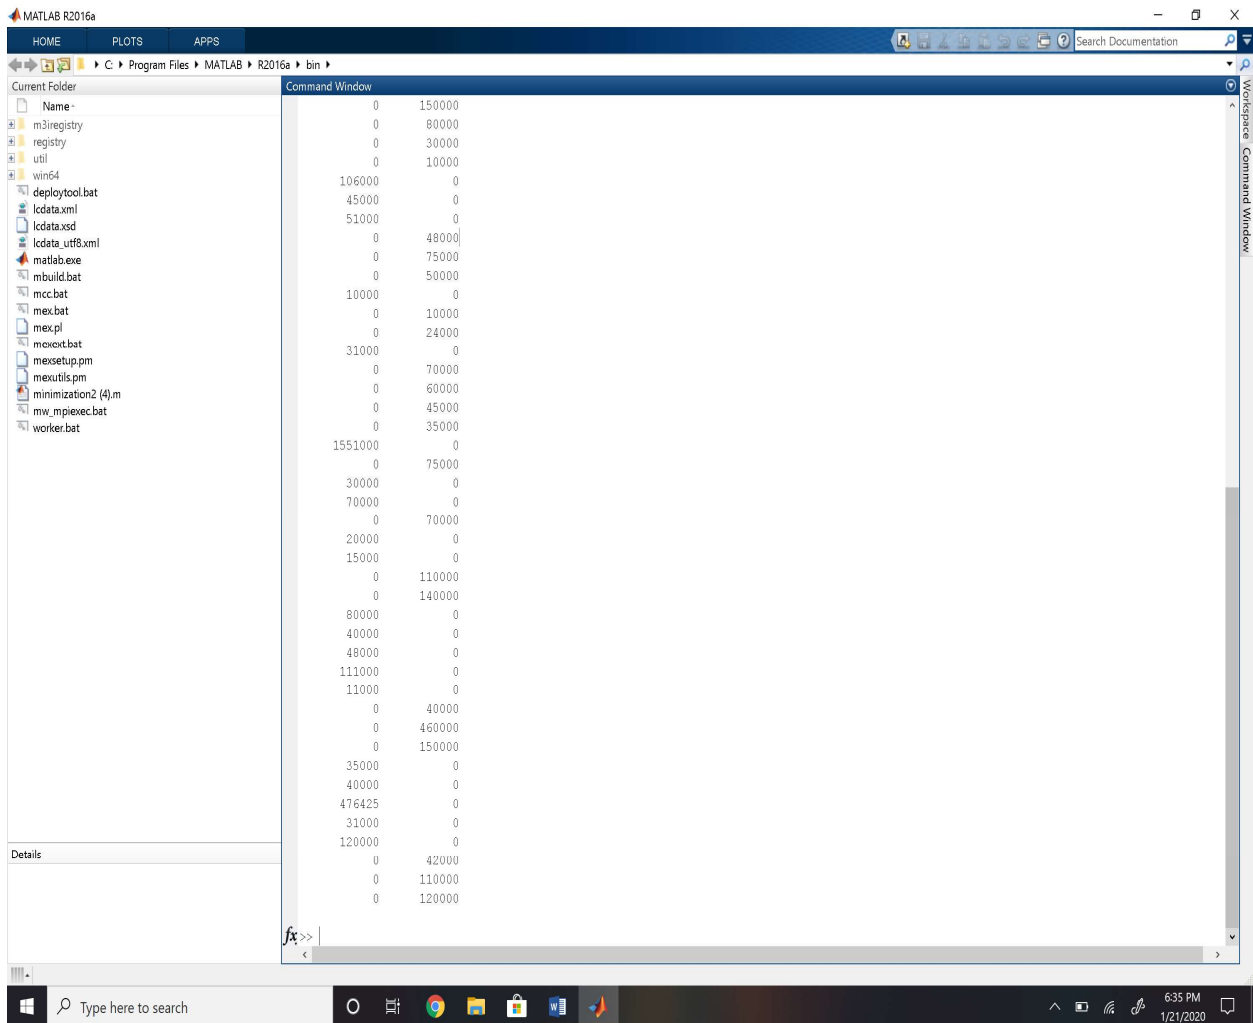 MATLAB R2016a
HOME PLOTS APPS
Search Documentation
C: Program Files MATLAB R2016a bin
Current Folder
Name
m3iregistry
registry
util
win64
deploytool.bat
lcdata.xml
lcdata.xsd
lcdata_utf8.xml
matlab.exe
mbuild.bat
mcc.bat
mex.bat
mex.pl
mexext.bat
mexsetup.pm
mexutils.pm
minimization2 (4).m
mw_mpiexec.bat
worker.bat
Details
Command Window
0 150000
0 80000
0 30000
0 10000
106000 0
45000 0
51000 0
0 48000
0 75000
0 50000
10000 0
0 10000
0 24000
31000 0
0 70000
0 60000
0 45000
0 35000
1551000 0
0 75000
30000 0
70000 0
0 70000
20000 0
15000 0
0 110000
0 140000
80000 0
40000 0
48000 0
111000 0
11000 0
0 40000
0 460000
0 150000
35000 0
40000 0
476425 0
31000 0
120000 0
0 42000
0 110000
0 120000
fx >>
Workspace
Command Window
Type here to search
6:35 PM
1/21/2020